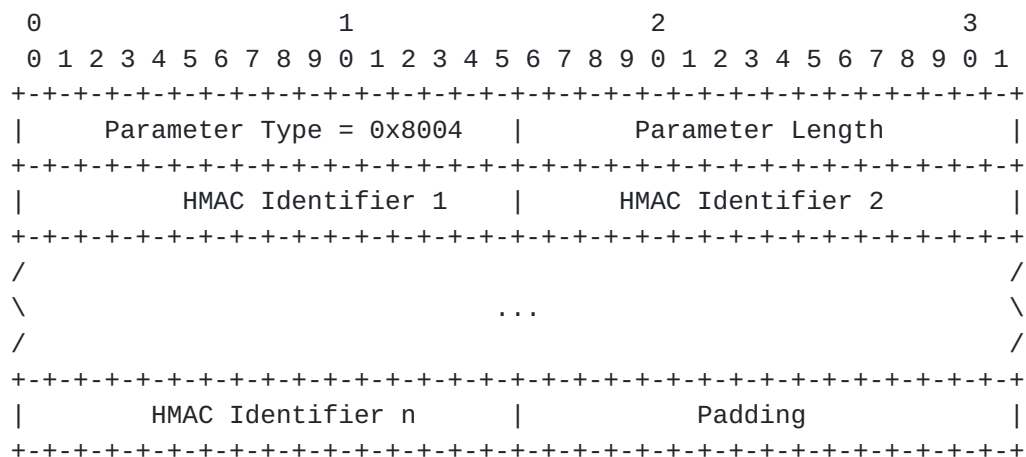 0                   1                   2                   3
 0 1 2 3 4 5 6 7 8 9 0 1 2 3 4 5 6 7 8 9 0 1 2 3 4 5 6 7 8 9 0 1
+-+-+-+-+-+-+-+-+-+-+-+-+-+-+-+-+-+-+-+-+-+-+-+-+-+-+-+-+-+-+-+-+
|     Parameter Type = 0x8004   |       Parameter Length        |
+-+-+-+-+-+-+-+-+-+-+-+-+-+-+-+-+-+-+-+-+-+-+-+-+-+-+-+-+-+-+-+-+
|          HMAC Identifier 1    |      HMAC Identifier 2        |
+-+-+-+-+-+-+-+-+-+-+-+-+-+-+-+-+-+-+-+-+-+-+-+-+-+-+-+-+-+-+-+-+
/                                                               /
\                              ...                              \
/                                                               /
+-+-+-+-+-+-+-+-+-+-+-+-+-+-+-+-+-+-+-+-+-+-+-+-+-+-+-+-+-+-+-+-+
|        HMAC Identifier n      |           Padding             |
+-+-+-+-+-+-+-+-+-+-+-+-+-+-+-+-+-+-+-+-+-+-+-+-+-+-+-+-+-+-+-+-+